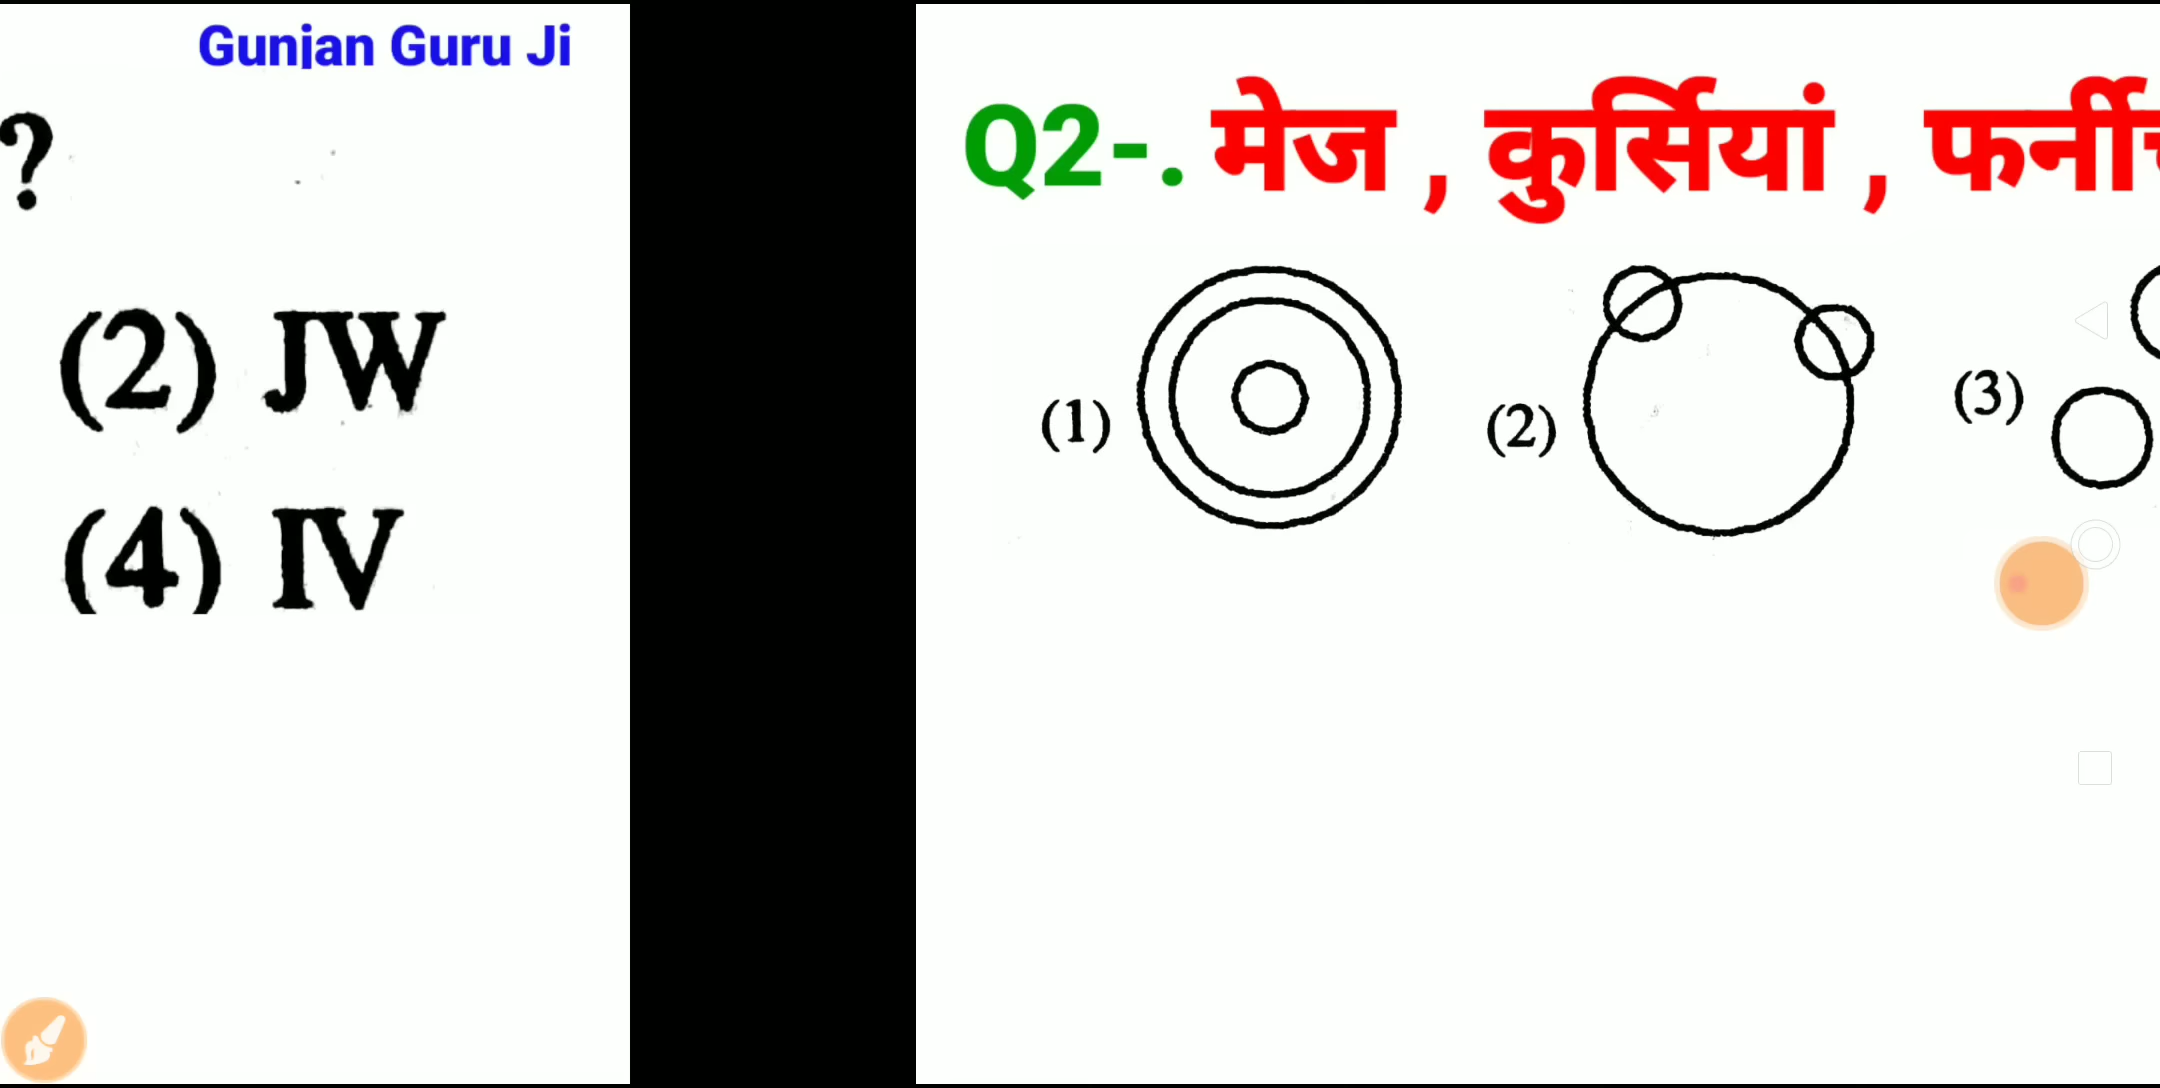 Gunjan Guru Ji
?
(2) JW
(4) IV
Q2-. मेज , कुर्सियां ,
(1)
(2)
(3)